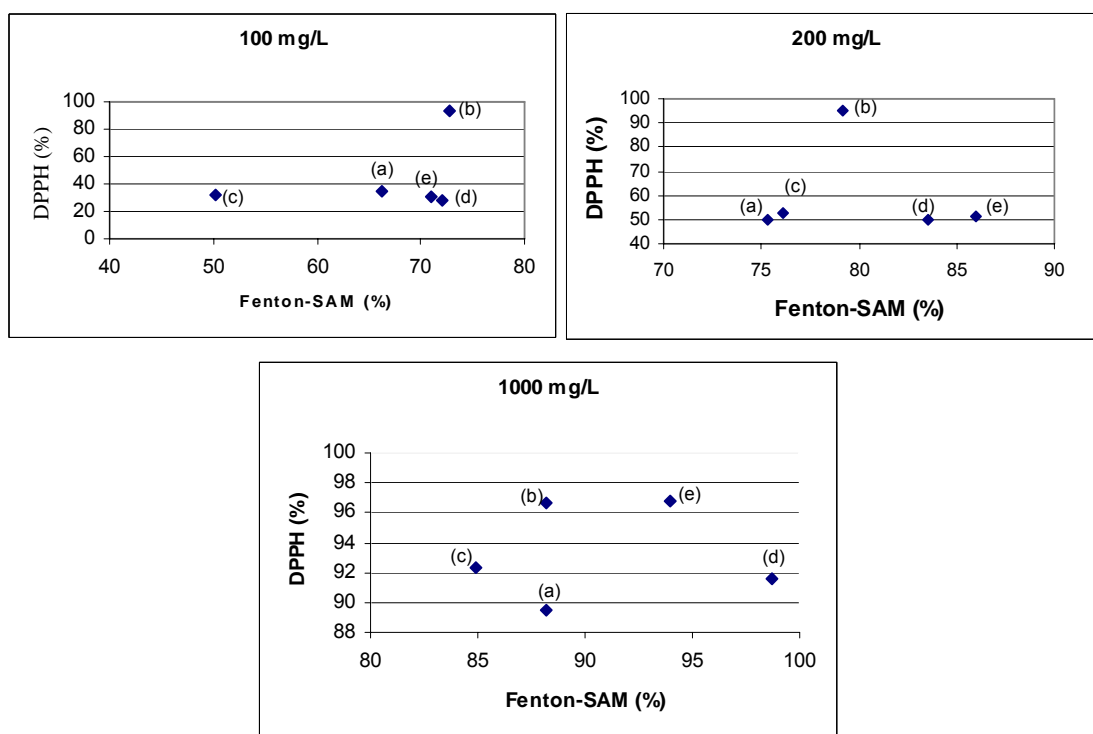 100 mg/L
DPPH (%)
100
80
60
40
20
0
(b)
(a)
(e)
(c)
(d)
40 50 60 70 80
Fenton-SAM (%)
200 mg/L
DPPH (%)
100
90
80
70
60
50
40
(b)
(c)
(a)
(d)
(e)
70 75 80 85 90
Fenton-SAM (%)
1000 mg/L
DPPH (%)
100
98
96
94
92
90
88
(b)
(e)
(c)
(d)
(a)
80 85 90 95 100
Fenton-SAM (%)